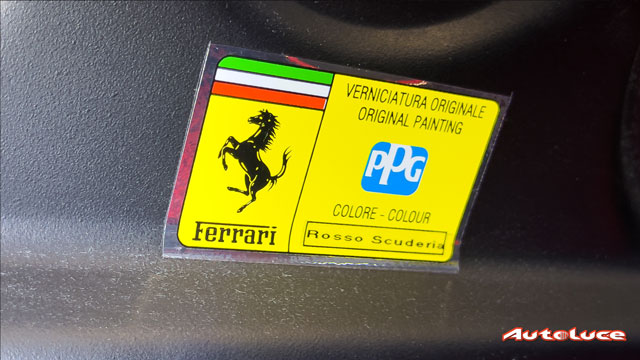 VERNICIATURA ORIGINALE
ORIGINAL PAINTING
PPG
COLORE - COLOUR
Rosso Scuderia
Ferrari
AutoLuce